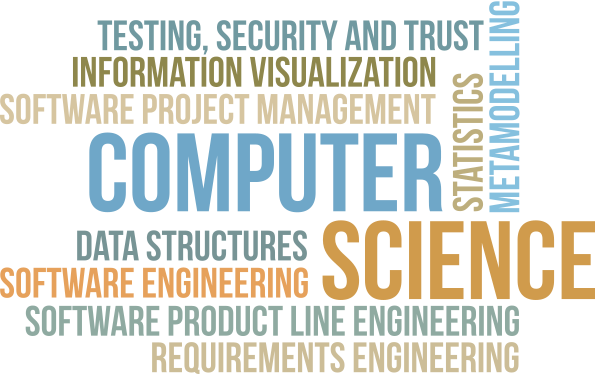 TESTING, SECURITY AND TRUST
INFORMATION VISUALIZATION
SOFTWARE PROJECT MANAGEMENT
COMPUTER
STATISTICS
METAMODELLING
DATA STRUCTURES
SCIENCE
SOFTWARE ENGINEERING
SOFTWARE PRODUCT LINE ENGINEERING
REQUIREMENTS ENGINEERING